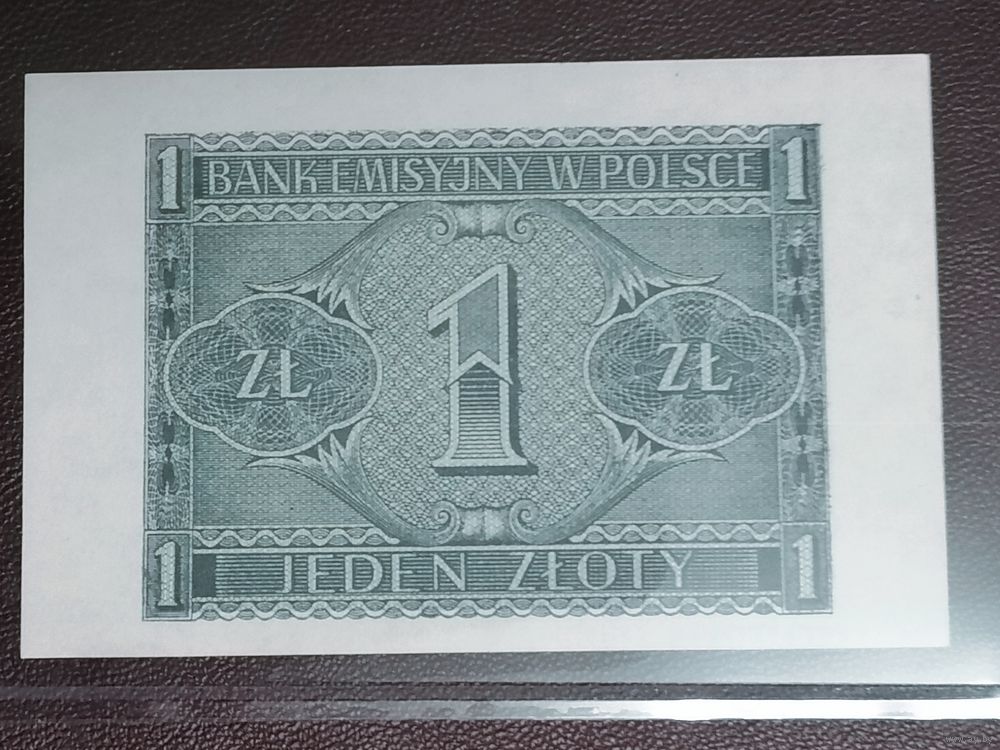 1 BANK EMISYJNY W POLSCE 1
ZŁ 1 ZŁ
1 JEDEN ZŁOTY 1